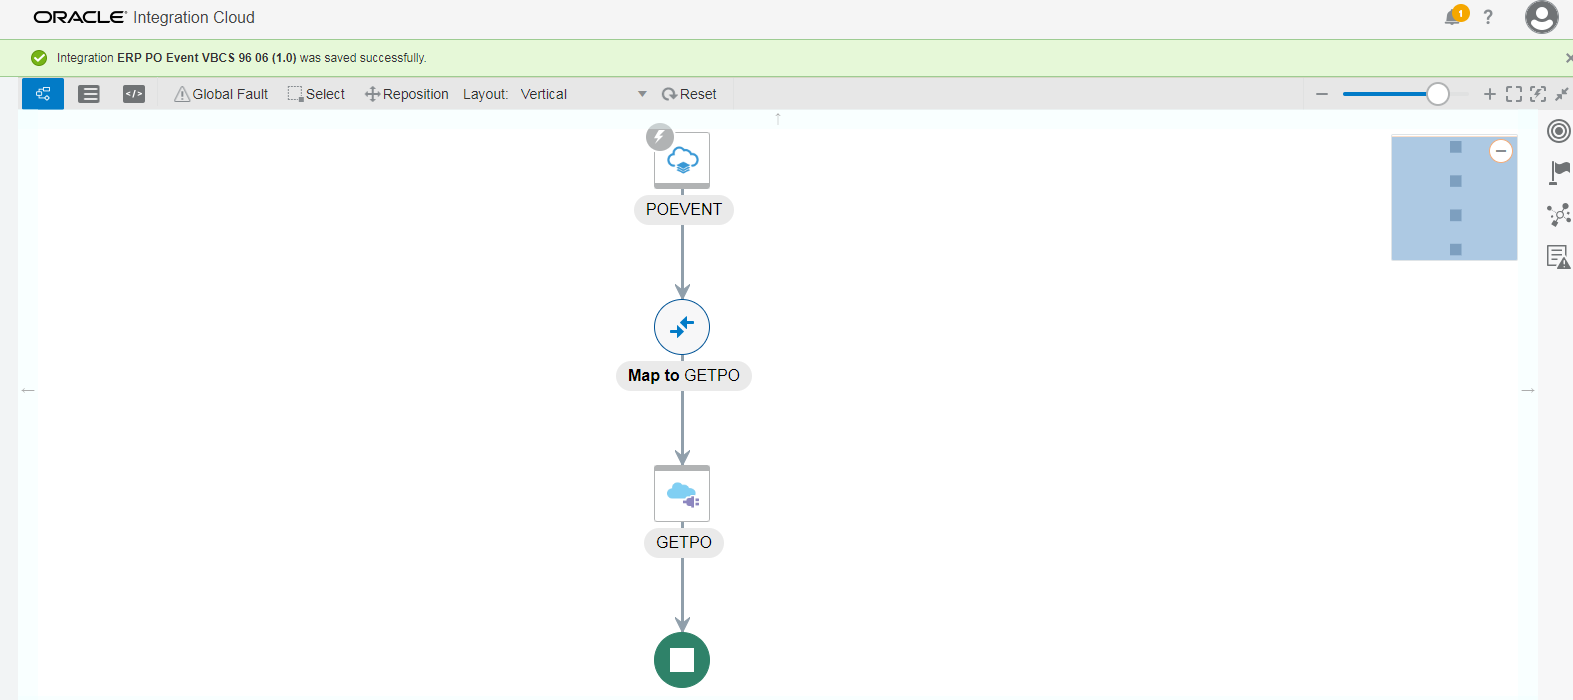 ORACLE Integration Cloud
1
?
Integration ERP PO Event VBCS 96 06 (1.0) was saved successfully.
</>
Global Fault
Select
Reposition
Layout: Vertical
Reset
POEVENT
Map to GETPO
GETPO